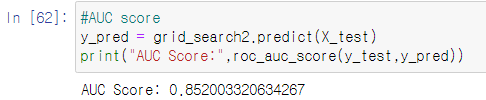 In [62]: #AUC score
y_pred = grid_search2.predict(X_test)
print("AUC Score:",roc_auc_score(y_test,y_pred))
AUC Score: 0.852003320634267